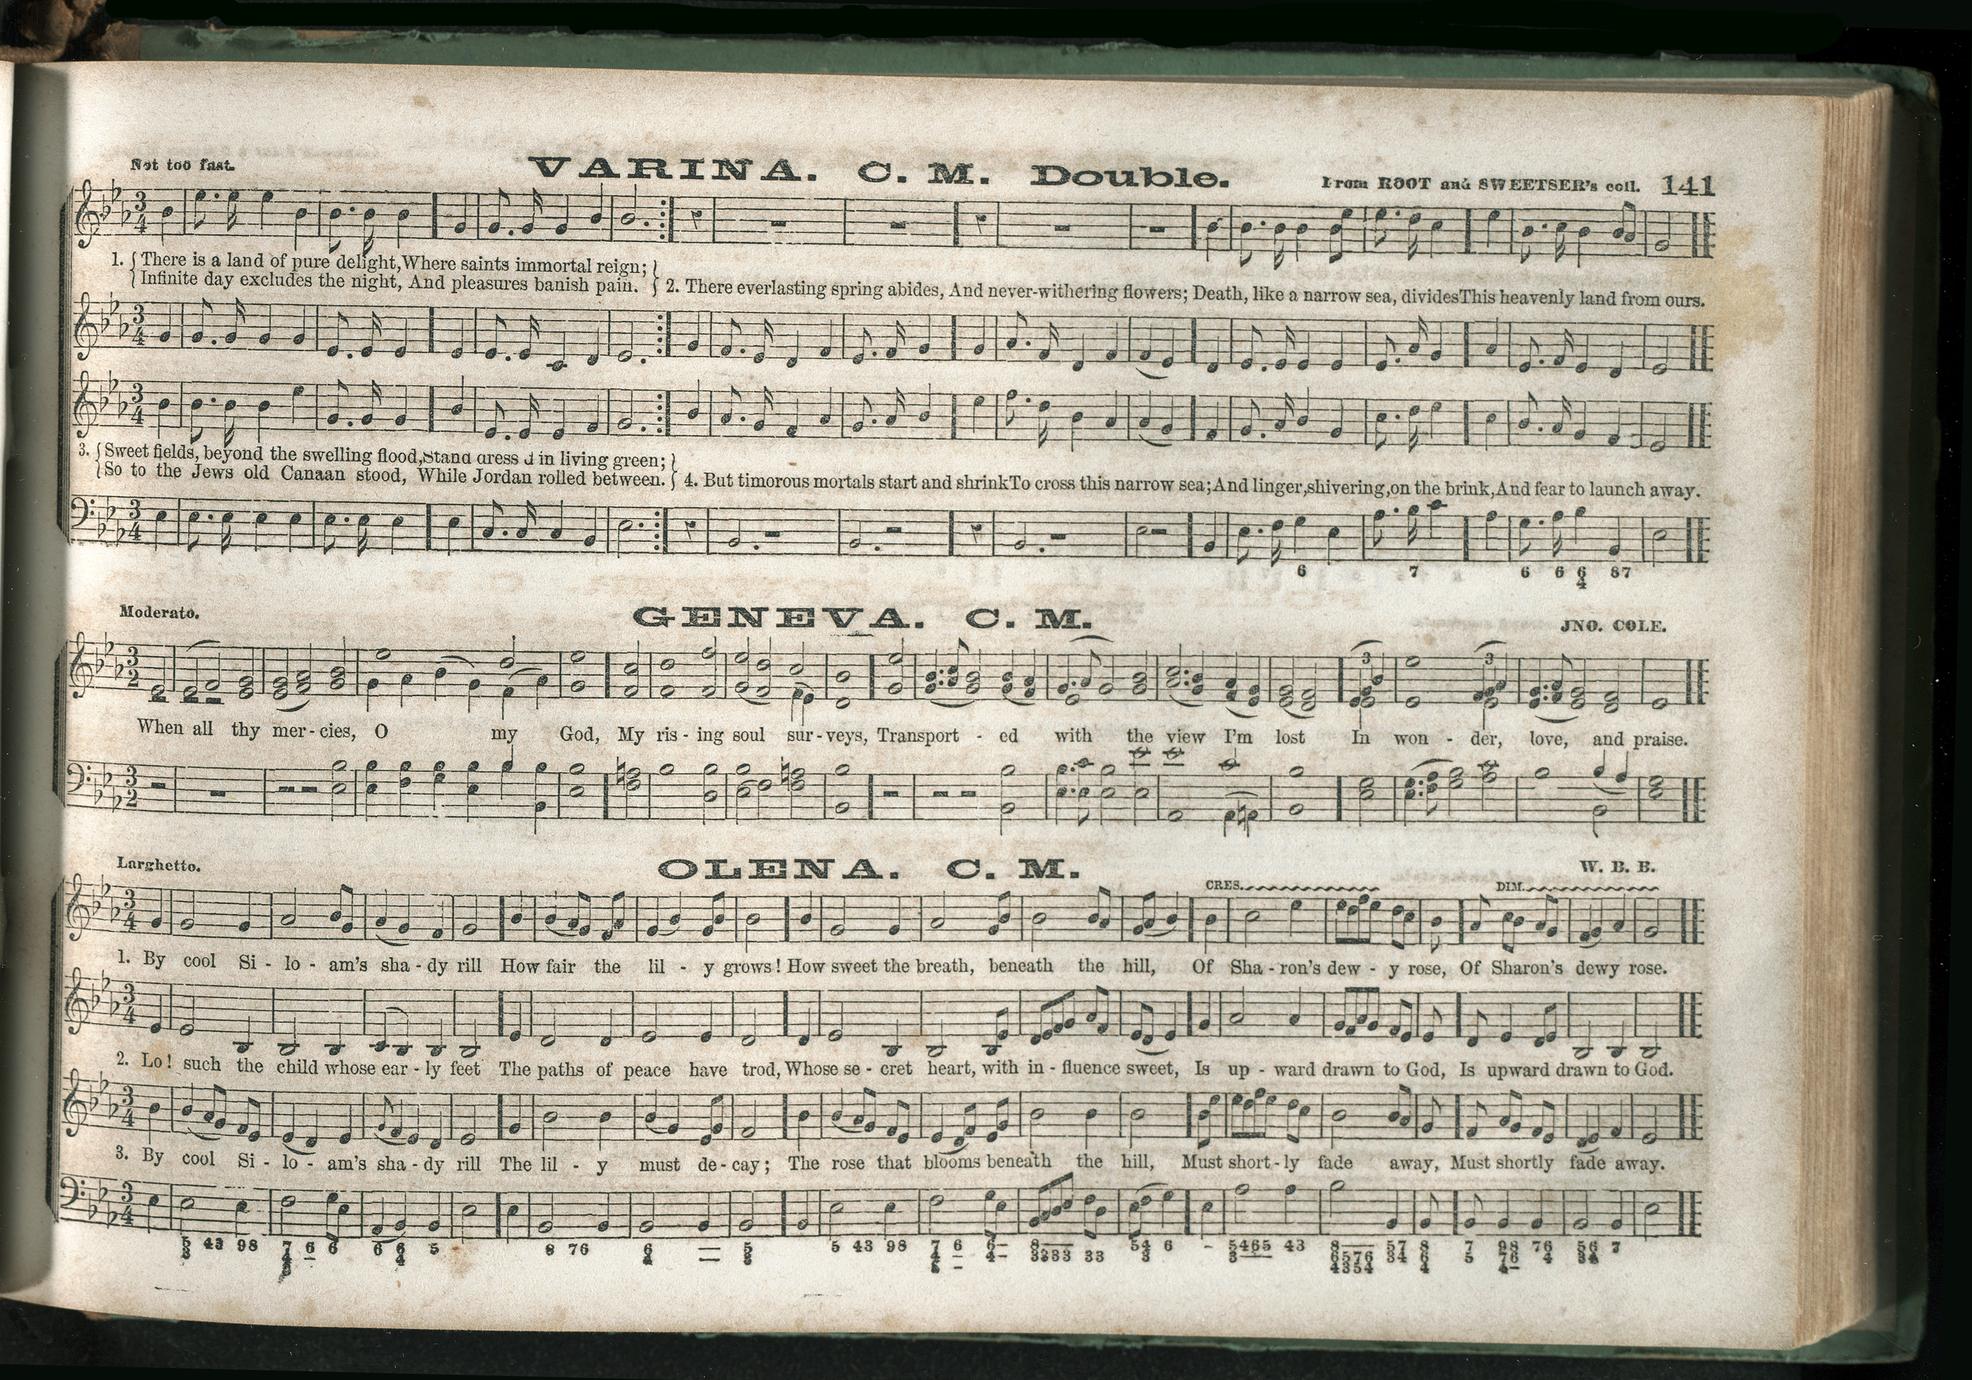 Not too fast. VARINA. C. M. Double. From ROOT and SWEETSER's coll. 141
1. { There is a land of pure delight, Where saints immortal reign; }
{ Infinite day excludes the night, And pleasures banish pain. } 2. There everlasting spring abides, And never-withering flowers; Death, like a narrow sea, divides This heavenly land from ours.
3. { Sweet fields, beyond the swelling flood, Stand dress'd in living green; }
{ So to the Jews old Canaan stood, While Jordan rolled between. } 4. But timorous mortals start and shrink To cross this narrow sea; And linger, shivering, on the brink, And fear to launch away.
6 7 6 6 6/4 87
Moderato. GENEVA. C. M. JNO. COLE.
When all thy mer-cies, O my God, My ris-ing soul sur-veys, Transport-ed with the view I'm lost In won-der, love, and praise.
Larghetto. OLENA. C. M. W. B. B.
CRES. DIM.
1. By cool Si-lo-am's sha-dy rill How fair the lil-y grows! How sweet the breath, beneath the hill, Of Sha-ron's dew-y rose, Of Sharon's dewy rose.
2. Lo! such the child whose ear-ly feet The paths of peace have trod, Whose se-cret heart, with in-fluence sweet, Is up-ward drawn to God, Is upward drawn to God.
3. By cool Si-lo-am's sha-dy rill The lil-y must de-cay; The rose that blooms beneath the hill, Must short-ly fade away, Must shortly fade away.